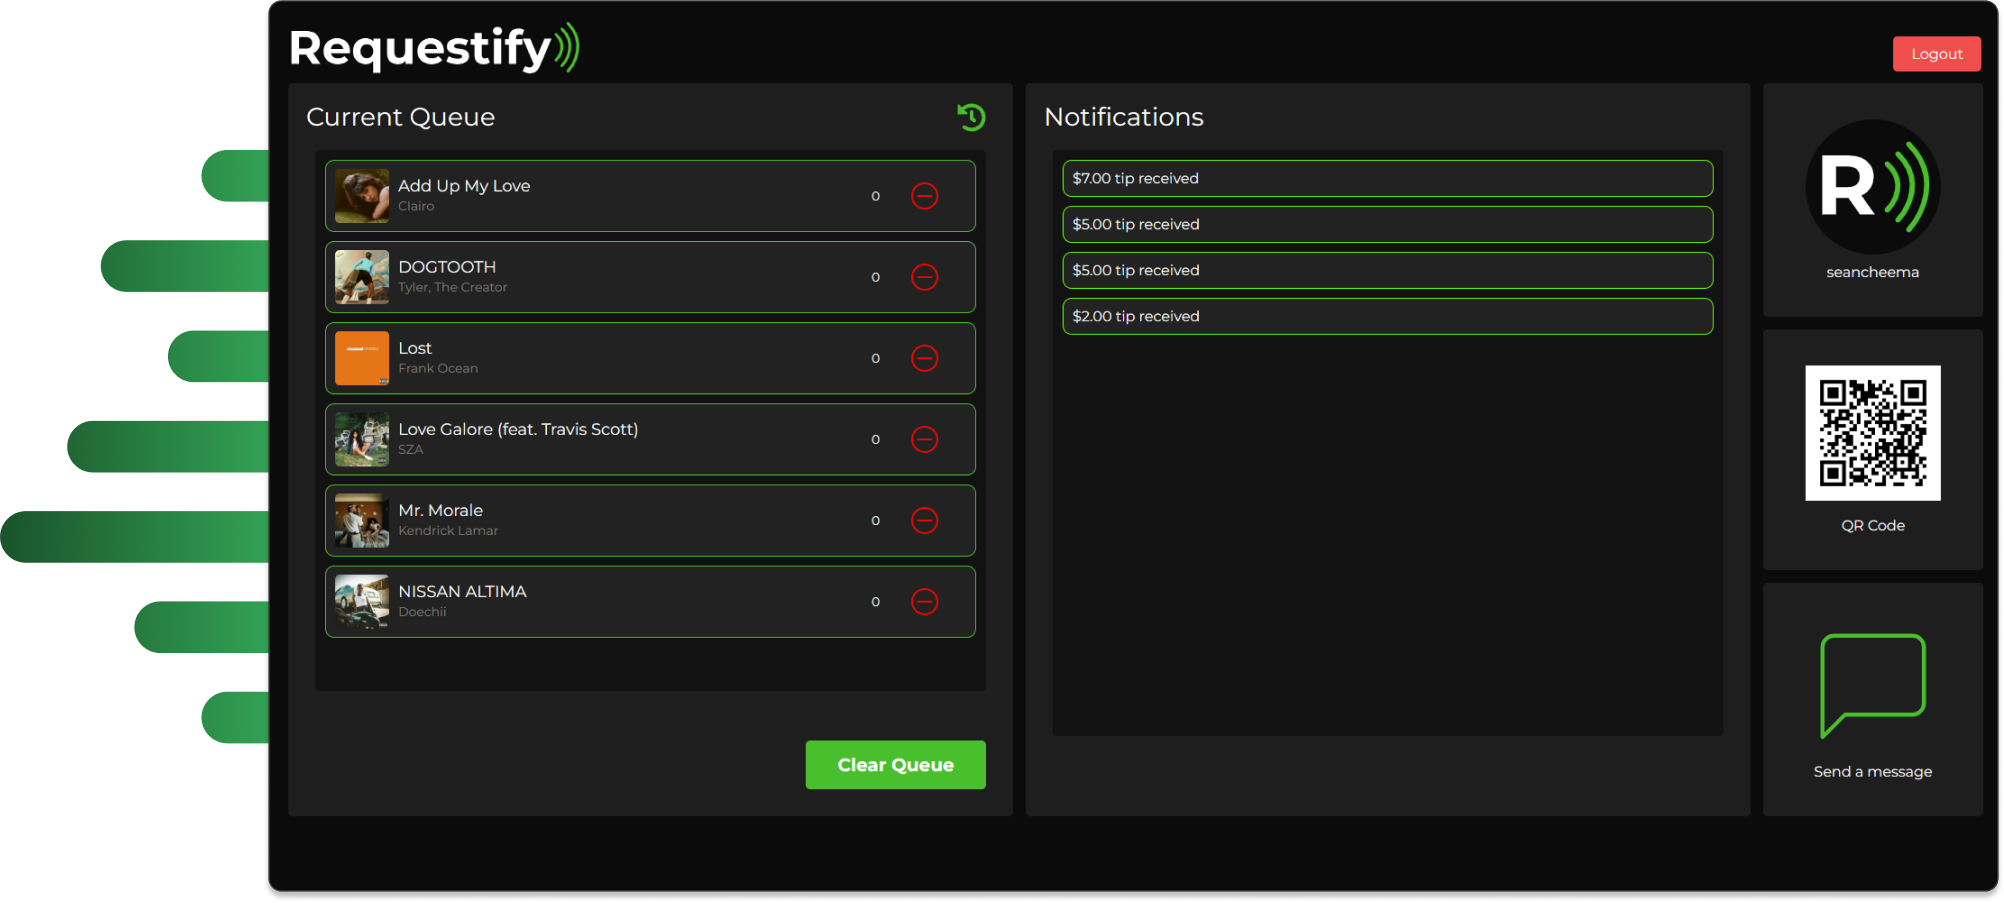 Requestify
Logout
Current Queue
Add Up My Love
Clairo
0
DOGTOOTH
Tyler, The Creator
0
Lost
Frank Ocean
0
Love Galore (feat. Travis Scott)
SZA
0
Mr. Morale
Kendrick Lamar
0
NISSAN ALTIMA
Doechii
0
Clear Queue
Notifications
$7.00 tip received
$5.00 tip received
$5.00 tip received
$2.00 tip received
R
seancheema
QR Code
Send a message